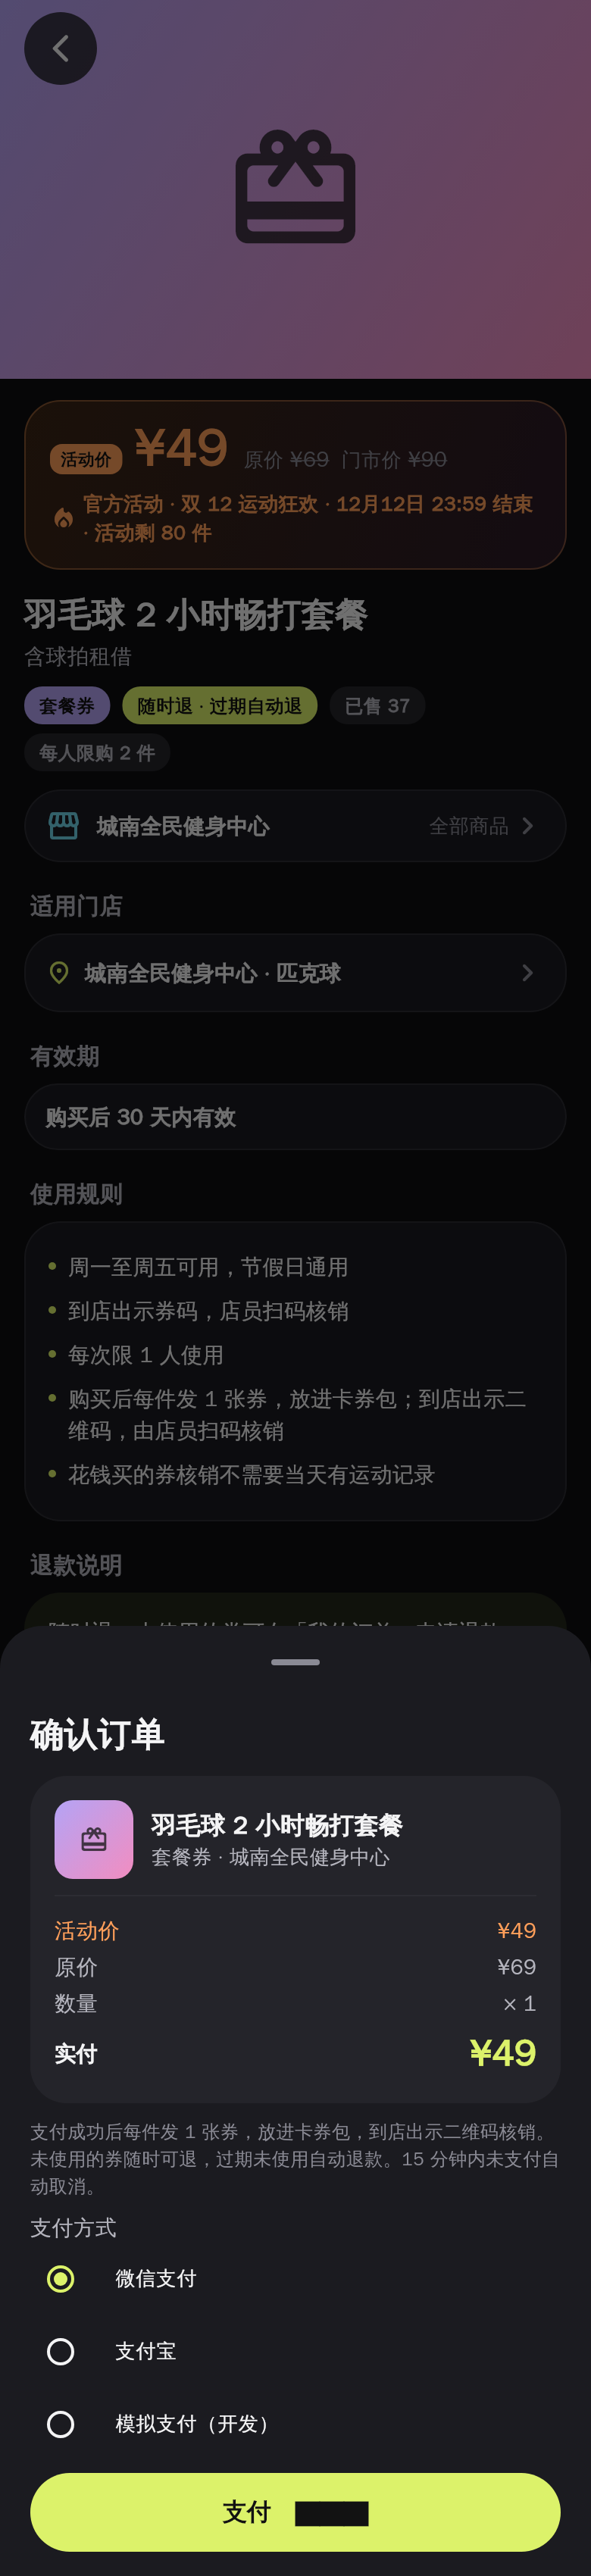 活动价 ¥49 原价 ¥69 门市价 ¥90
官方活动 · 双 12 运动狂欢 · 12月12日 23:59 结束
· 活动剩 80 件
羽毛球 2 小时畅打套餐
含球拍租借
套餐券 随时退 · 过期自动退 已售 37
每人限购 2 件
城南全民健身中心 全部商品
适用门店
城南全民健身中心 · 匹克球
有效期
购买后 30 天内有效
使用规则
周一至周五可用，节假日通用
到店出示券码，店员扫码核销
每次限 1 人使用
购买后每件发 1 张券，放进卡券包；到店出示二
维码，由店员扫码核销
花钱买的券核销不需要当天有运动记录
退款说明
确认订单
羽毛球 2 小时畅打套餐
套餐券 · 城南全民健身中心
活动价 ¥49
原价 ¥69
数量 × 1
实付 ¥49
支付成功后每件发 1 张券，放进卡券包，到店出示二维码核销。
未使用的券随时可退，过期未使用自动退款。15 分钟内未支付自
动取消。
支付方式
微信支付
支付宝
模拟支付（开发）
支付